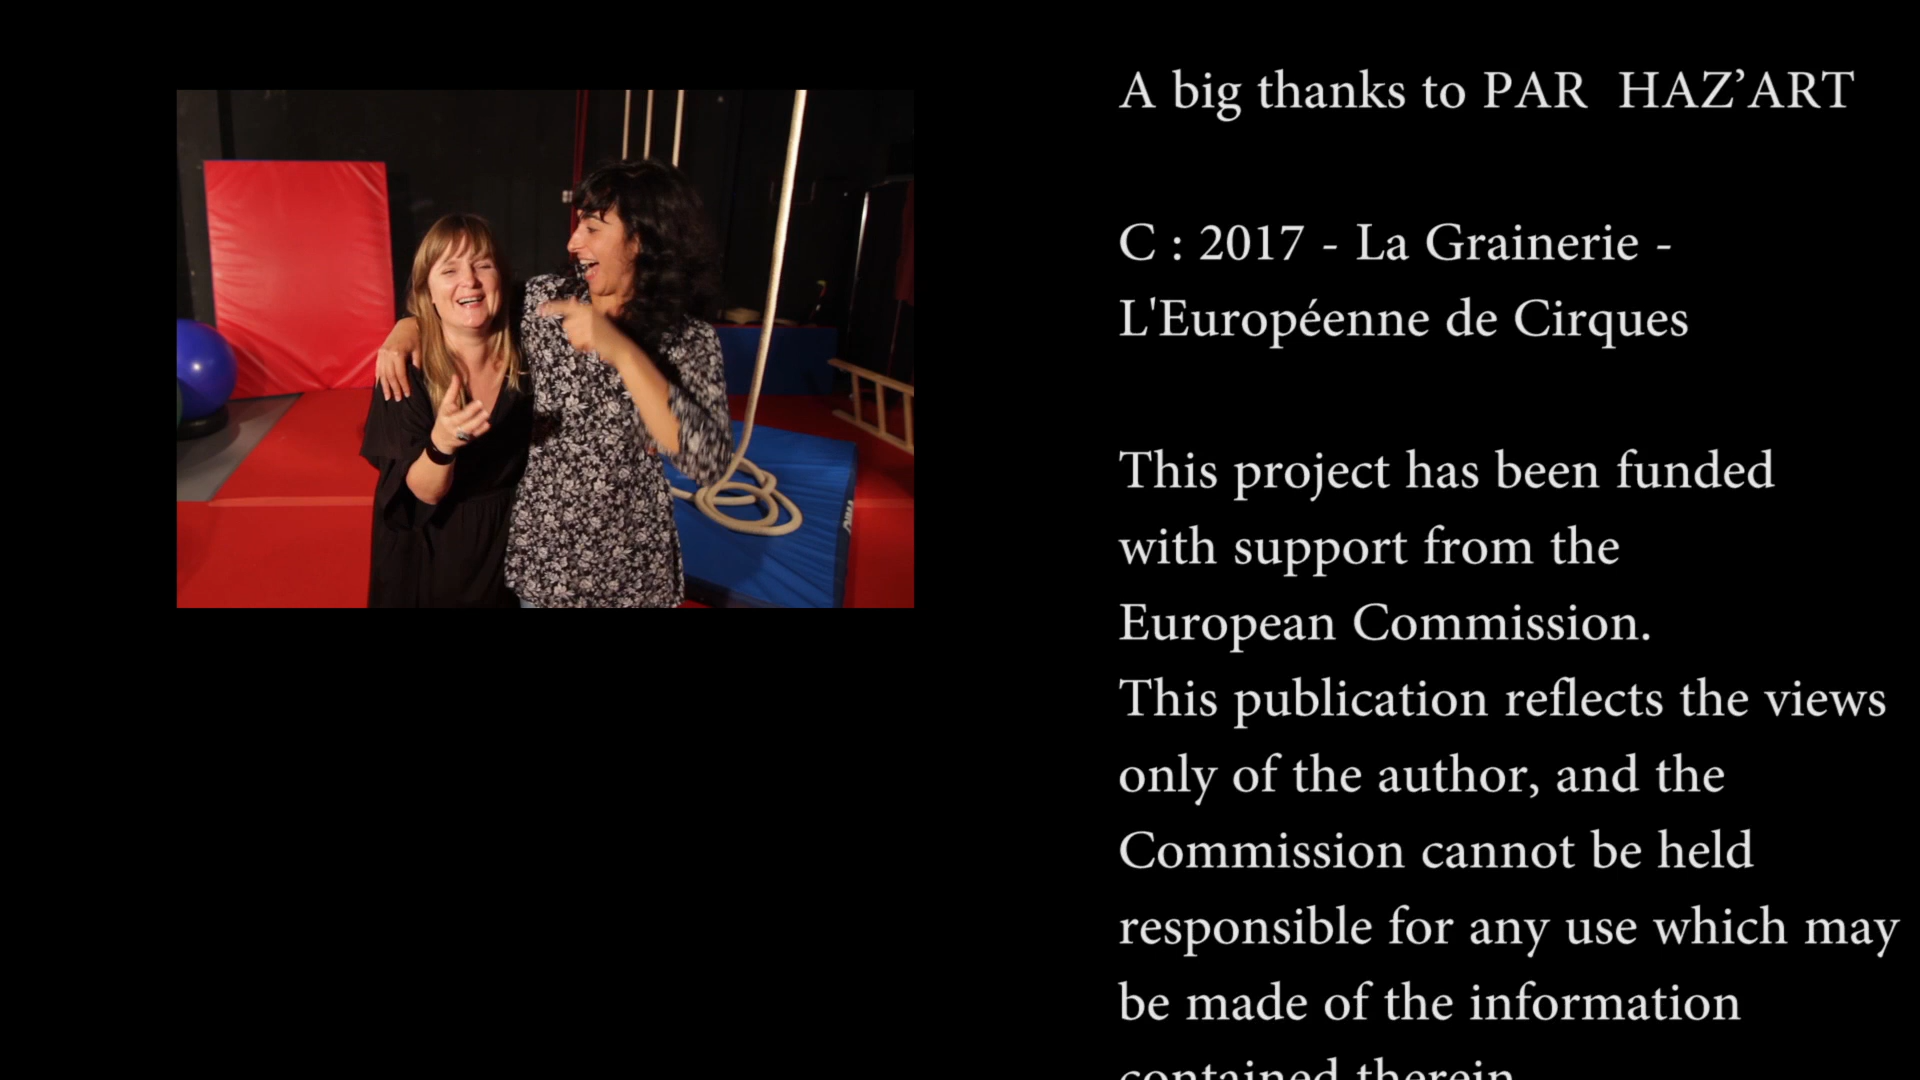 A big thanks to PAR  HAZ’ART
C : 2017 - La Grainerie -
L'Européenne de Cirques
This project has been funded
with support from the
European Commission.
This publication reflects the views
only of the author, and the
Commission cannot be held
responsible for any use which may
be made of the information
contained therein